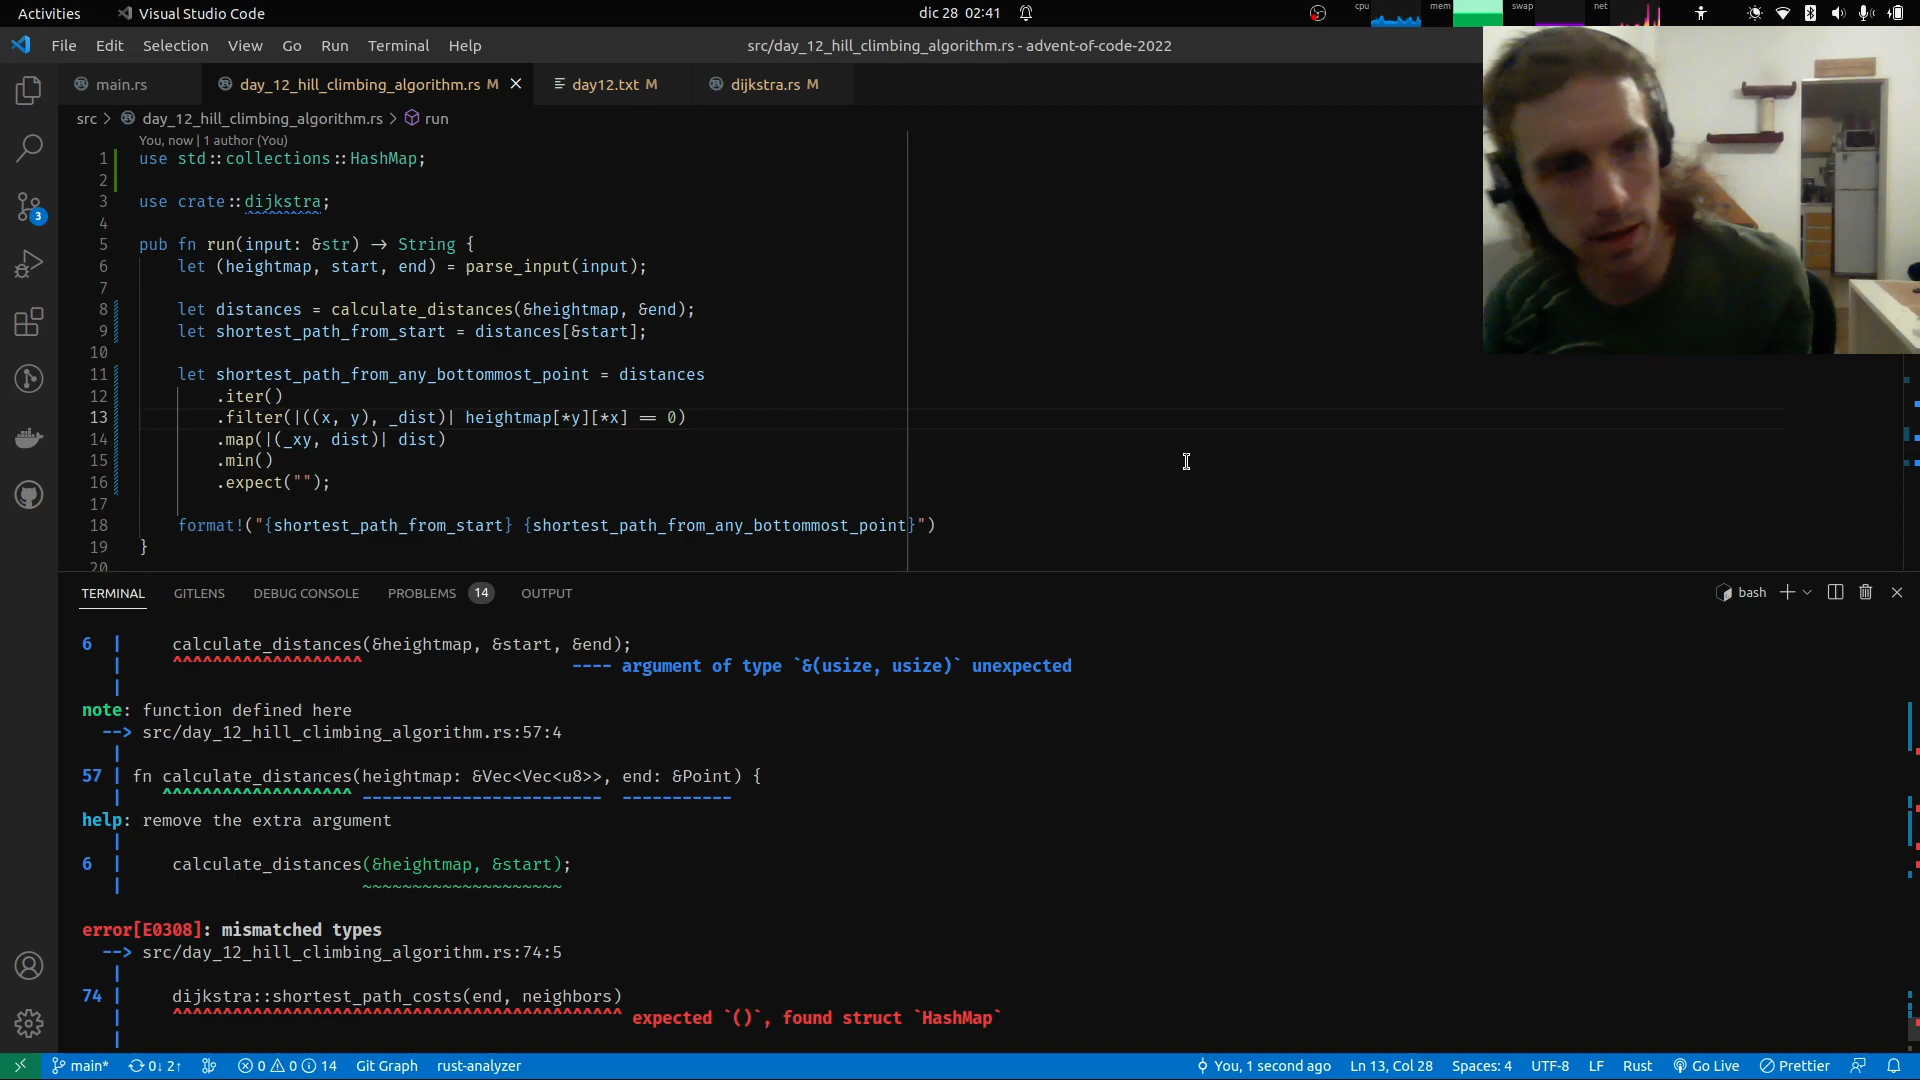 Activities
Visual Studio Code
dic 28 02:41
cpu
mem
swap
net
File Edit Selection View Go Run Terminal Help
src/day_12_hill_climbing_algorithm.rs - advent-of-code-2022
main.rs
day_12_hill_climbing_algorithm.rs M
day12.txt M
dijkstra.rs M
src > day_12_hill_climbing_algorithm.rs > run
You, now | 1 author (You)
1 use std::collections::HashMap;
2
3 use crate::dijkstra;
4
5 pub fn run(input: &str) → String {
6 let (heightmap, start, end) = parse_input(input);
7
8 let distances = calculate_distances(&heightmap, &end);
9 let shortest_path_from_start = distances[&start];
10
11 let shortest_path_from_any_bottommost_point = distances
12 .iter()
13 .filter(|((x, y), _dist)| heightmap[*y][*x] == 0)
14 .map(|(_xy, dist)| dist)
15 .min()
16 .expect("");
17
18 format!("{shortest_path_from_start} {shortest_path_from_any_bottommost_point}")
19 }
20
3
TERMINAL GITLENS DEBUG CONSOLE PROBLEMS 14 OUTPUT
bash
6 | calculate_distances(&heightmap, &start, &end);
| ^^^^^^^^^^^^^^^^^^^ ---- argument of type `&(usize, usize)` unexpected
|
note: function defined here
--> src/day_12_hill_climbing_algorithm.rs:57:4
|
57 | fn calculate_distances(heightmap: &Vec<Vec<u8>>, end: &Point) {
| ^^^^^^^^^^^^^^^^^^^ ------------------------ -----------
help: remove the extra argument
|
6 | calculate_distances(&heightmap, &start);
| ~~~~~~~~~~~~~~~~~~~~
error[E0308]: mismatched types
--> src/day_12_hill_climbing_algorithm.rs:74:5
|
74 | dijkstra::shortest_path_costs(end, neighbors)
| ^^^^^^^^^^^^^^^^^^^^^^^^^^^^^^^^^^^^^^^^^^^^^ expected `()`, found struct `HashMap`
|
main* 0↓ 2↑ 0 0 14 Git Graph rust-analyzer
You, 1 second ago Ln 13, Col 28 Spaces: 4 UTF-8 LF Rust Go Live Prettier